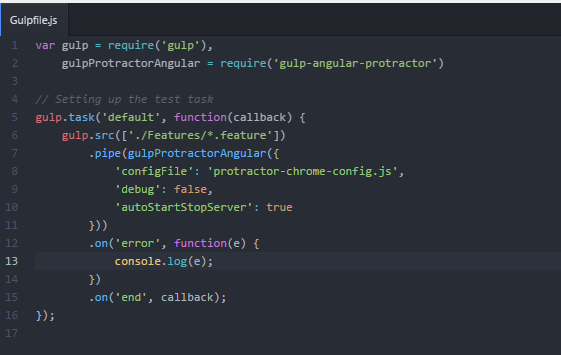 Gulpfile.js
1 var gulp = require('gulp'),
2     gulpProtractorAngular = require('gulp-angular-protractor')
3
4 // Setting up the test task
5 gulp.task('default', function(callback) {
6     gulp.src(['./Features/*.feature'])
7         .pipe(gulpProtractorAngular({
8             'configFile': 'protractor-chrome-config.js',
9             'debug': false,
10             'autoStartStopServer': true
11         }))
12         .on('error', function(e) {
13             console.log(e);
14         })
15         .on('end', callback);
16 });
17